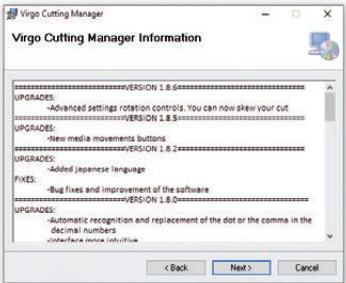 Virgo Cutting Manager
Virgo Cutting Manager Information
==========================VERSION 1.8.6==============================
UPGRADES:
-Advanced settings rotation controls. You can now skew your cut
==========================VERSION 1.8.5==============================
UPGRADES:
-New media movements buttons
==========================VERSION 1.8.2==============================
UPGRADES:
-Added japanese language
FIXES:
-Bug fixes and improvement of the software
==========================VERSION 1.8.0==============================
UPGRADES:
-Automatic recognition and replacement of the dot or the comma in the
decimal numbers
-Interface more intuitive
< Back
Next >
Cancel